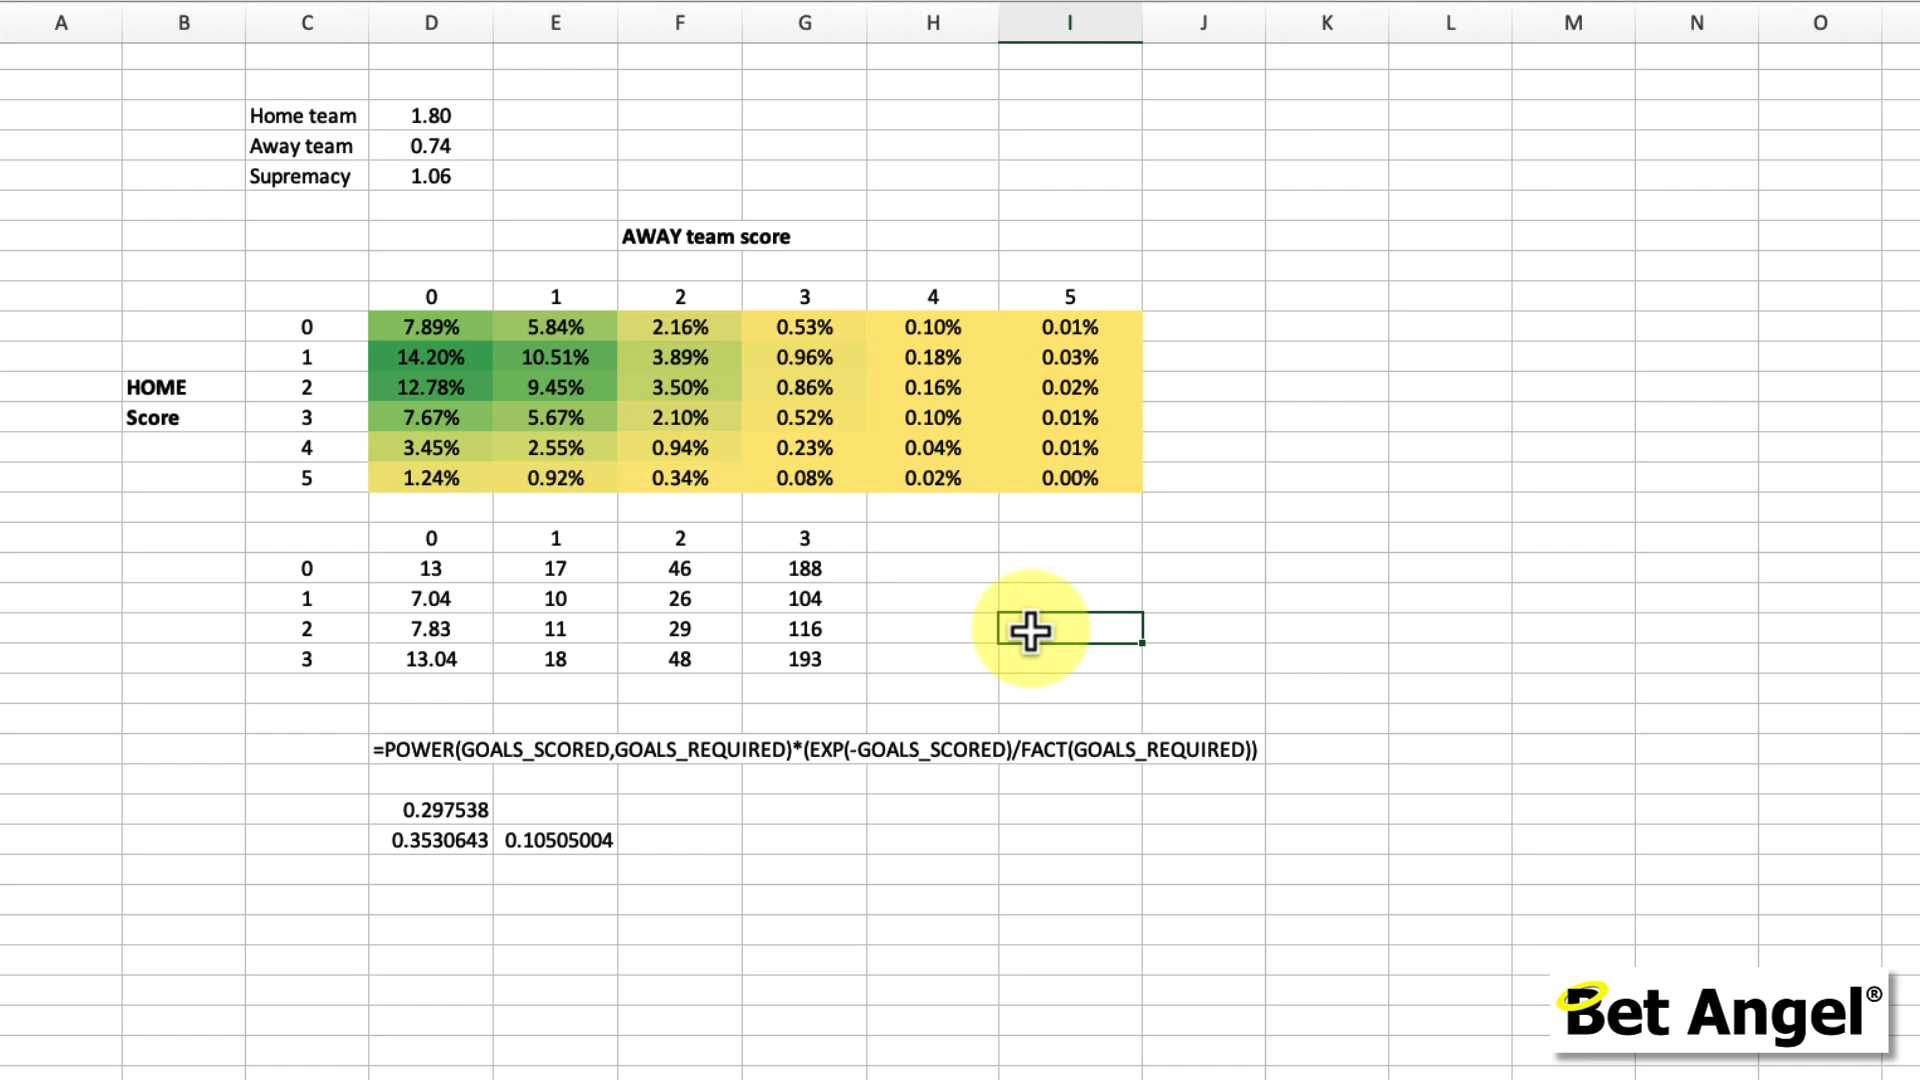 A B C D E F G H I J K L M N O
Home team 1.80
Away team 0.74
Supremacy 1.06
AWAY team score
0 1 2 3 4 5
0 7.89% 5.84% 2.16% 0.53% 0.10% 0.01%
1 14.20% 10.51% 3.89% 0.96% 0.18% 0.03%
HOME 2 12.78% 9.45% 3.50% 0.86% 0.16% 0.02%
Score 3 7.67% 5.67% 2.10% 0.52% 0.10% 0.01%
4 3.45% 2.55% 0.94% 0.23% 0.04% 0.01%
5 1.24% 0.92% 0.34% 0.08% 0.02% 0.00%
0 1 2 3
0 13 17 46 188
1 7.04 10 26 104
2 7.83 11 29 116
3 13.04 18 48 193
=POWER(GOALS_SCORED,GOALS_REQUIRED)*(EXP(-GOALS_SCORED)/FACT(GOALS_REQUIRED))
0.297538
0.3530643 0.10505004
Bet Angel®